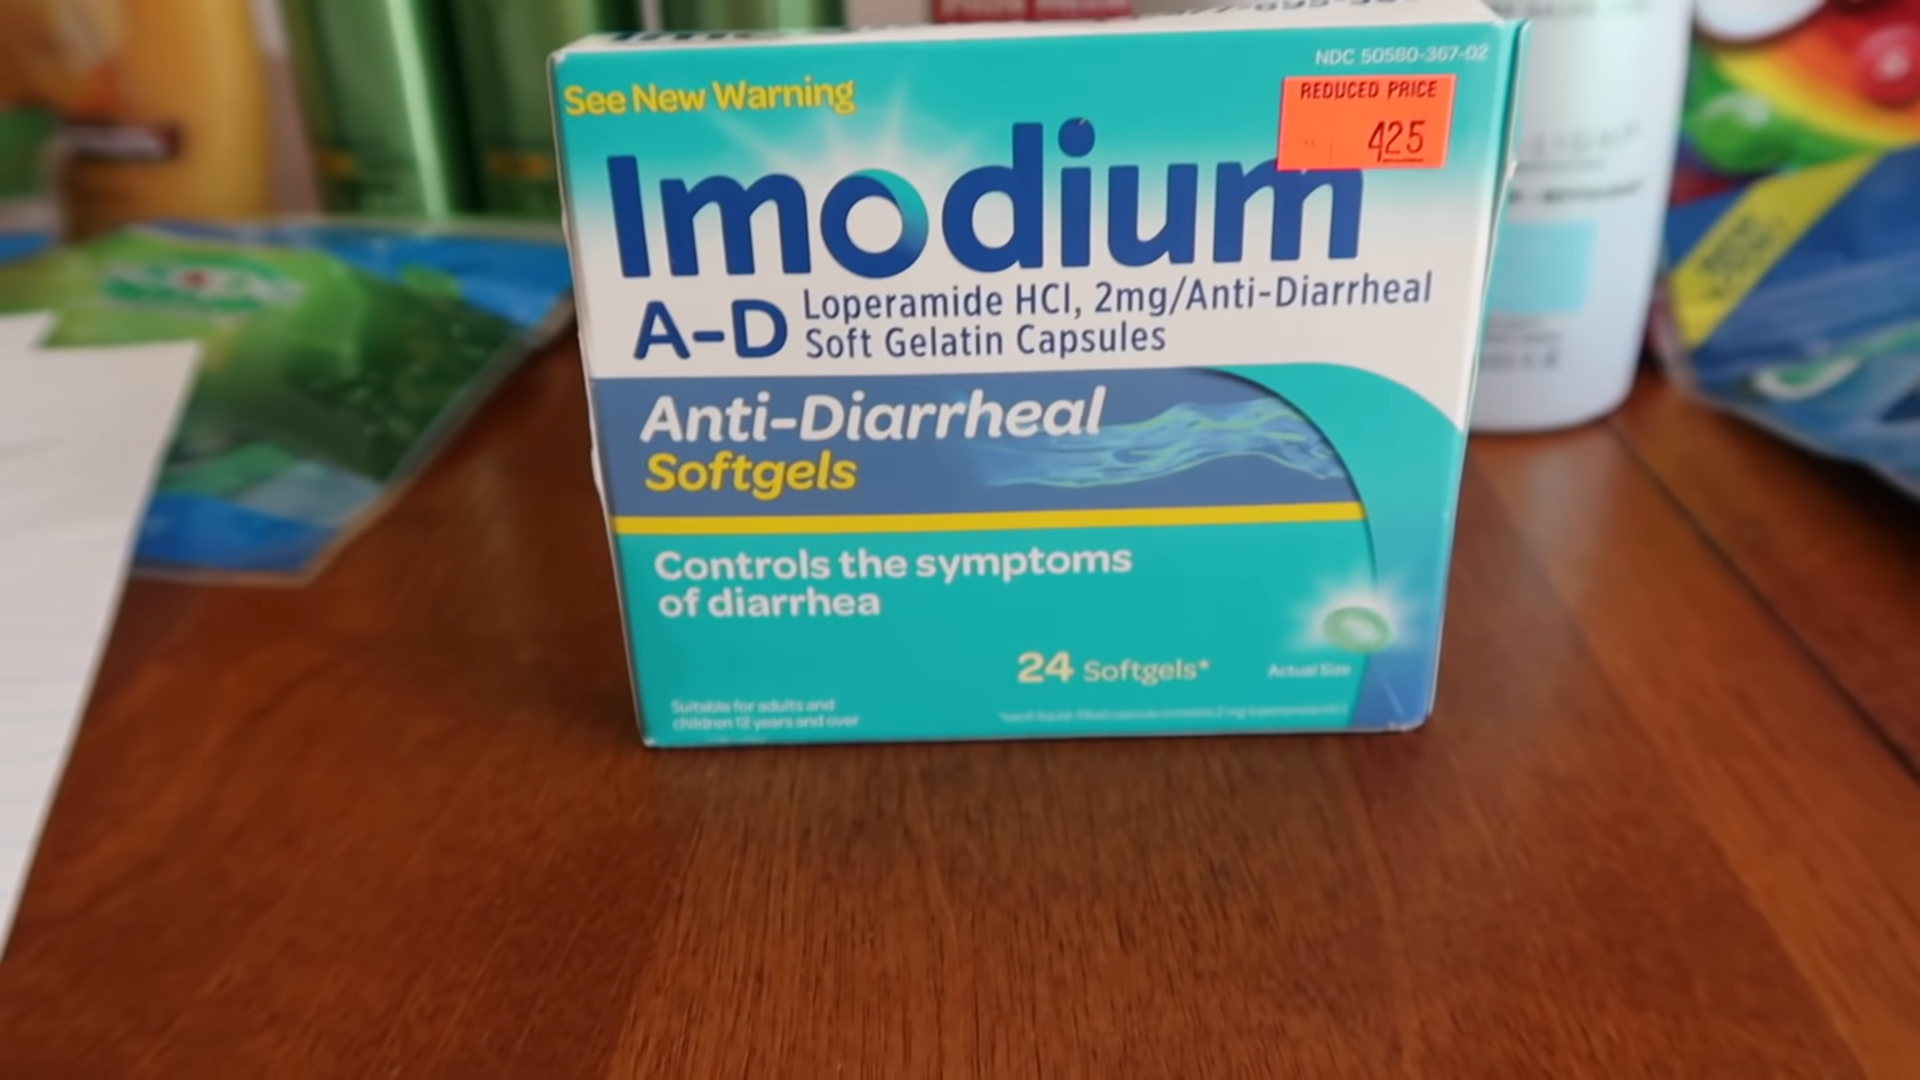 NDC 50580-367-02
See New Warning
REDUCED PRICE
425
Imodium
A-D
Loperamide HCl, 2mg/Anti-Diarrheal
Soft Gelatin Capsules
Anti-Diarrheal
Softgels
Controls the symptoms
of diarrhea
24 Softgels*
Actual Size
Suitable for adults and
children 12 years and over